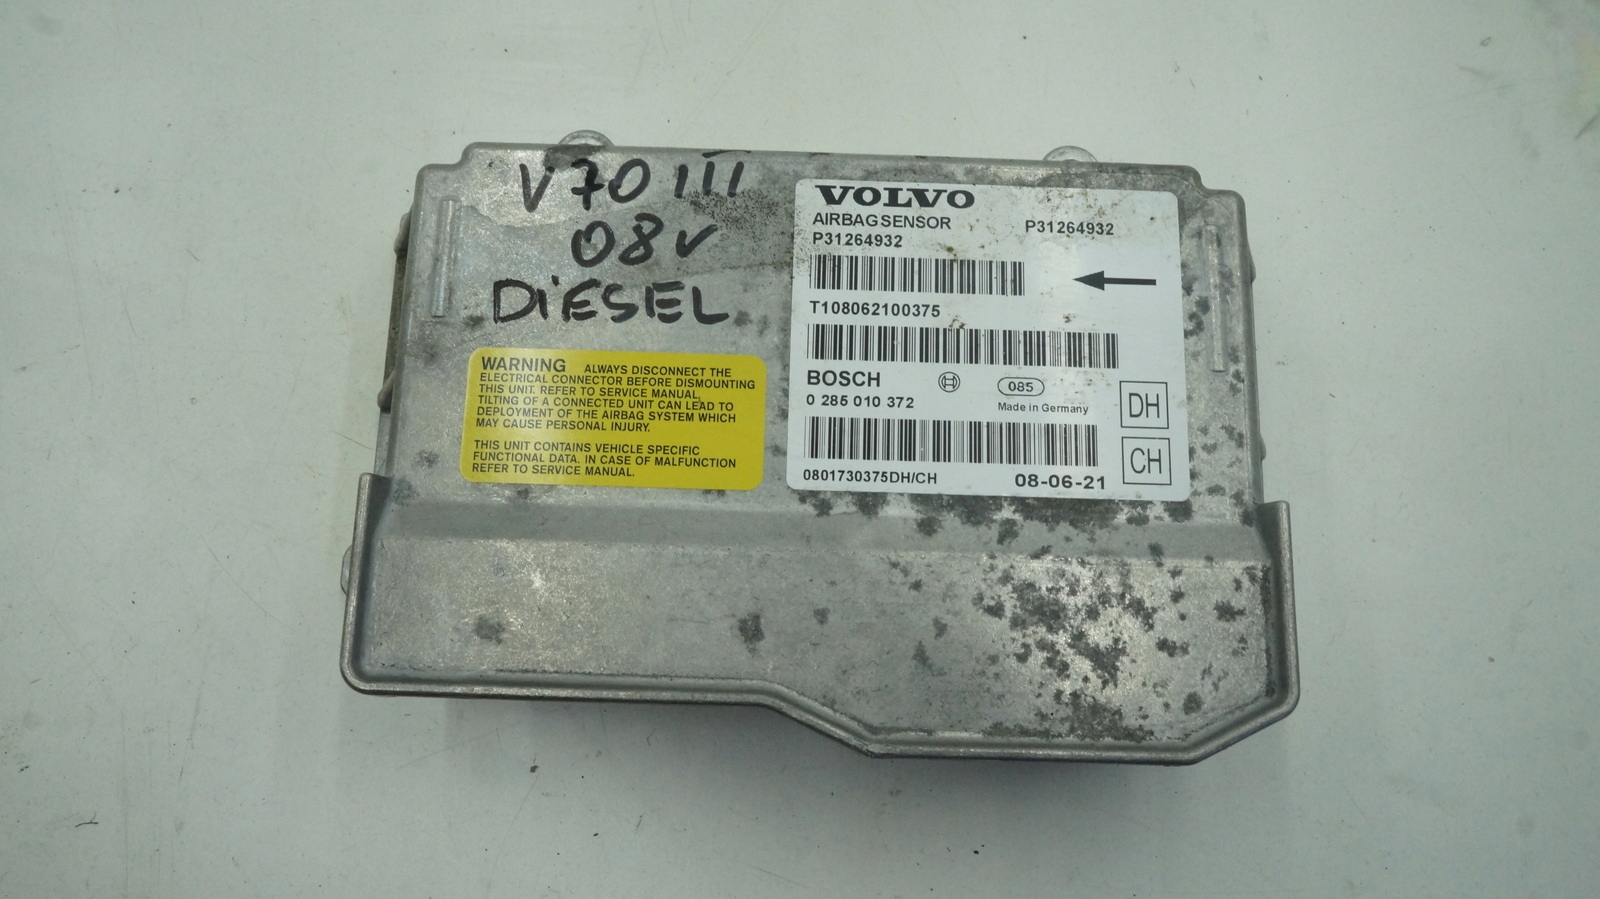 V70 III
08v
DiESEL
WARNING ALWAYS DISCONNECT THE
ELECTRICAL CONNECTOR BEFORE DISMOUNTING
THIS UNIT. REFER TO SERVICE MANUAL.
TILTING OF A CONNECTED UNIT CAN LEAD TO
DEPLOYMENT OF THE AIRBAG SYSTEM WHICH
MAY CAUSE PERSONAL INJURY.
THIS UNIT CONTAINS VEHICLE SPECIFIC
FUNCTIONAL DATA. IN CASE OF MALFUNCTION
REFER TO SERVICE MANUAL.
VOLVO
AIRBAGSENSOR P31264932
P31264932
T108062100375
BOSCH 085
0 285 010 372 Made in Germany
DH
CH
0801730375DH/CH 08-06-21